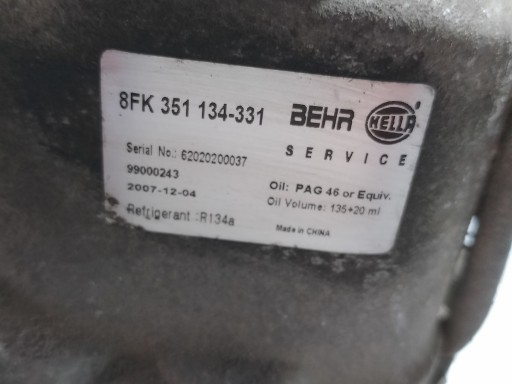 8FK 351 134-331
BEHR HELLA
SERVICE
Serial No.: 62020200037
99000243
2007-12-04
Refrigerant :R134a
Oil: PAG 46 or Equiv.
Oil Volume: 135+20 ml
Made in CHINA